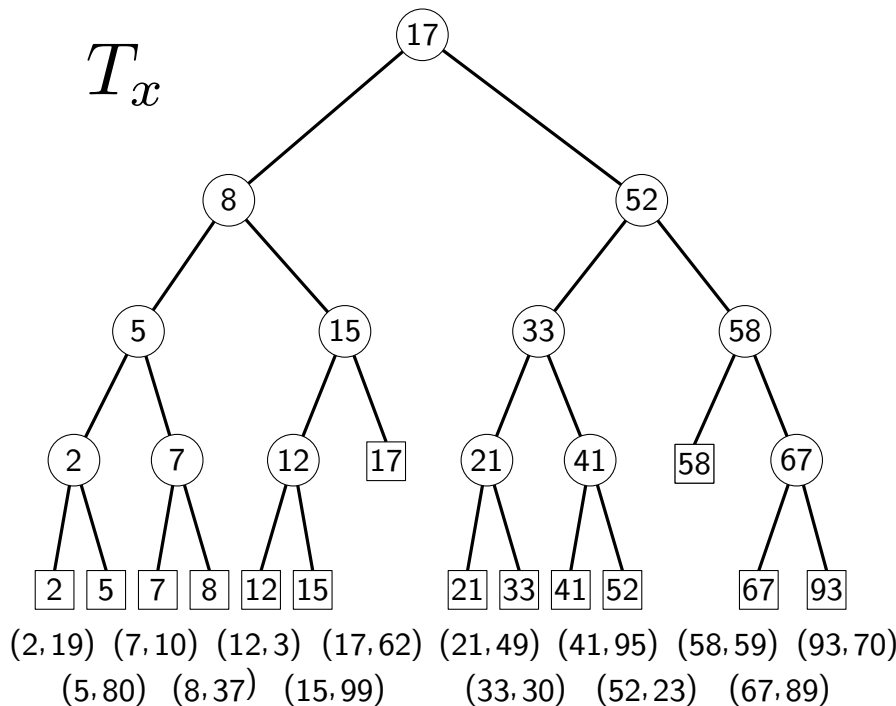 17
T_x
8 52
5 15 33 58
2 7 12 17 21 41 58 67
2 5 7 8 12 15 21 33 41 52 67 93
(2, 19) (7, 10) (12, 3) (17, 62) (21, 49) (41, 95) (58, 59) (93, 70)
(5, 80) (8, 37) (15, 99) (33, 30) (52, 23) (67, 89)